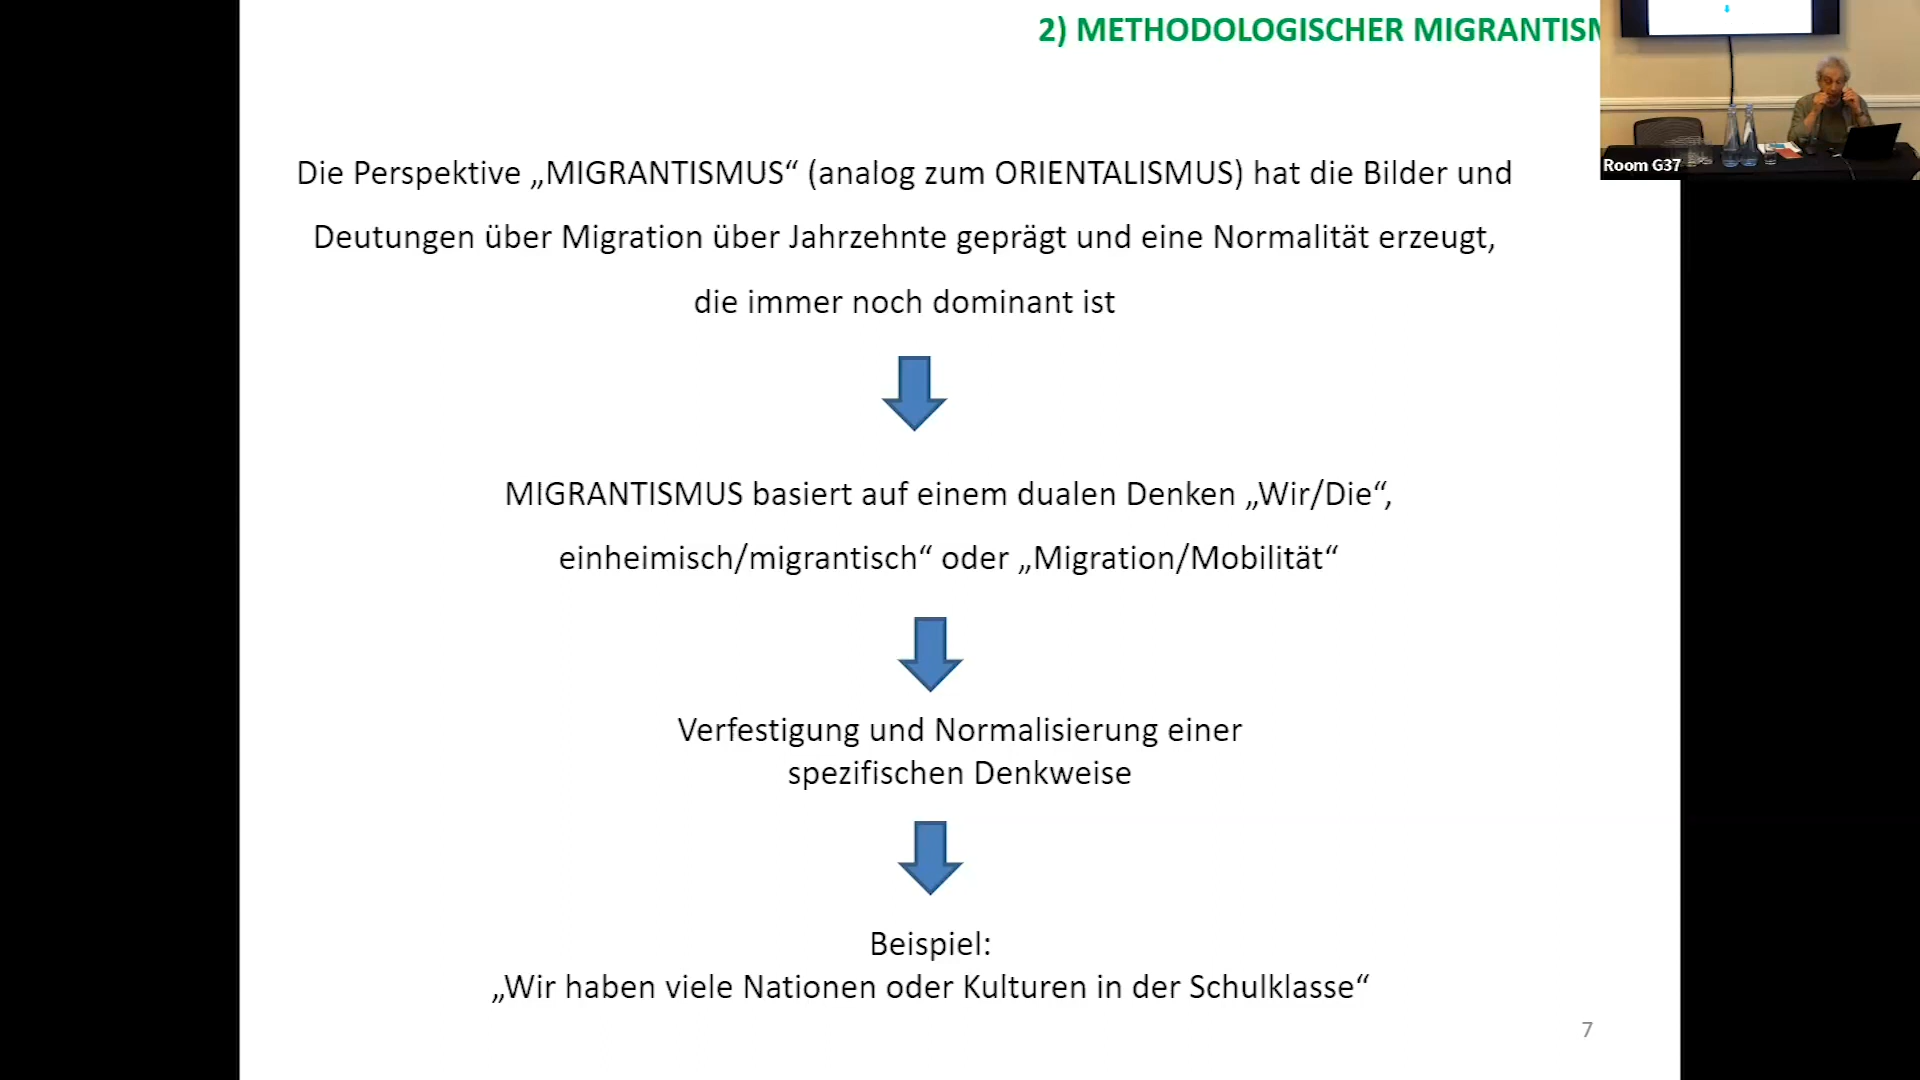 2) METHODOLOGISCHER MIGRANTISM
Room G37
Die Perspektive „MIGRANTISMUS“ (analog zum ORIENTALISMUS) hat die Bilder und
Deutungen über Migration über Jahrzehnte geprägt und eine Normalität erzeugt,
die immer noch dominant ist
MIGRANTISMUS basiert auf einem dualen Denken „Wir/Die“,
einheimisch/migrantisch“ oder „Migration/Mobilität“
Verfestigung und Normalisierung einer
spezifischen Denkweise
Beispiel:
„Wir haben viele Nationen oder Kulturen in der Schulklasse“
7